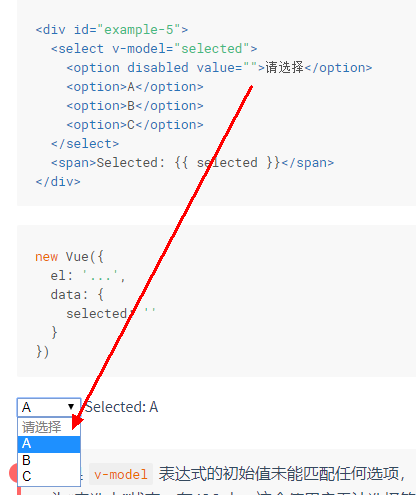 <div id="example-5">
<select v-model="selected">
<option disabled value="">请选择</option>
<option>A</option>
<option>B</option>
<option>C</option>
</select>
<span>Selected: {{ selected }}</span>
</div>
new Vue({
el: '...',
data: {
selected: ''
}
})
A Selected: A
请选择
A
B
C
v-model 表达式的初始值未能匹配任何选项，